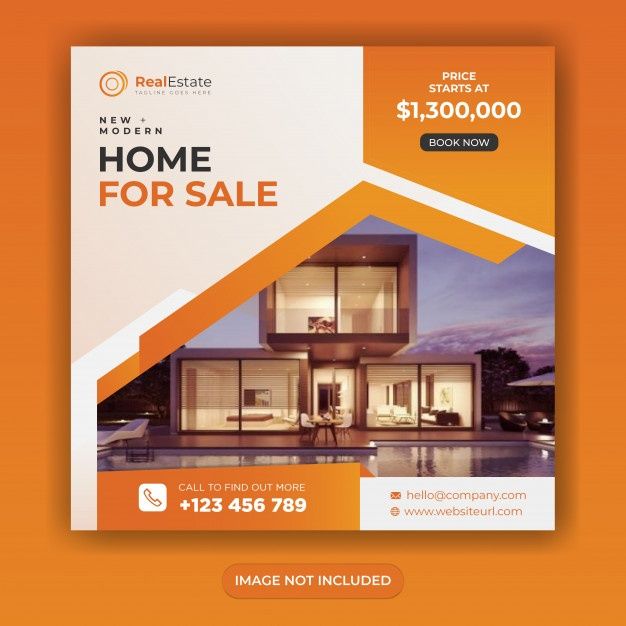 RealEstate
TAGLINE GOES HERE
NEW +
MODERN
HOME
FOR SALE
PRICE
STARTS AT
$1,300,000
BOOK NOW
CALL TO FIND OUT MORE
+123 456 789
hello@company.com
www.websiteurl.com
IMAGE NOT INCLUDED